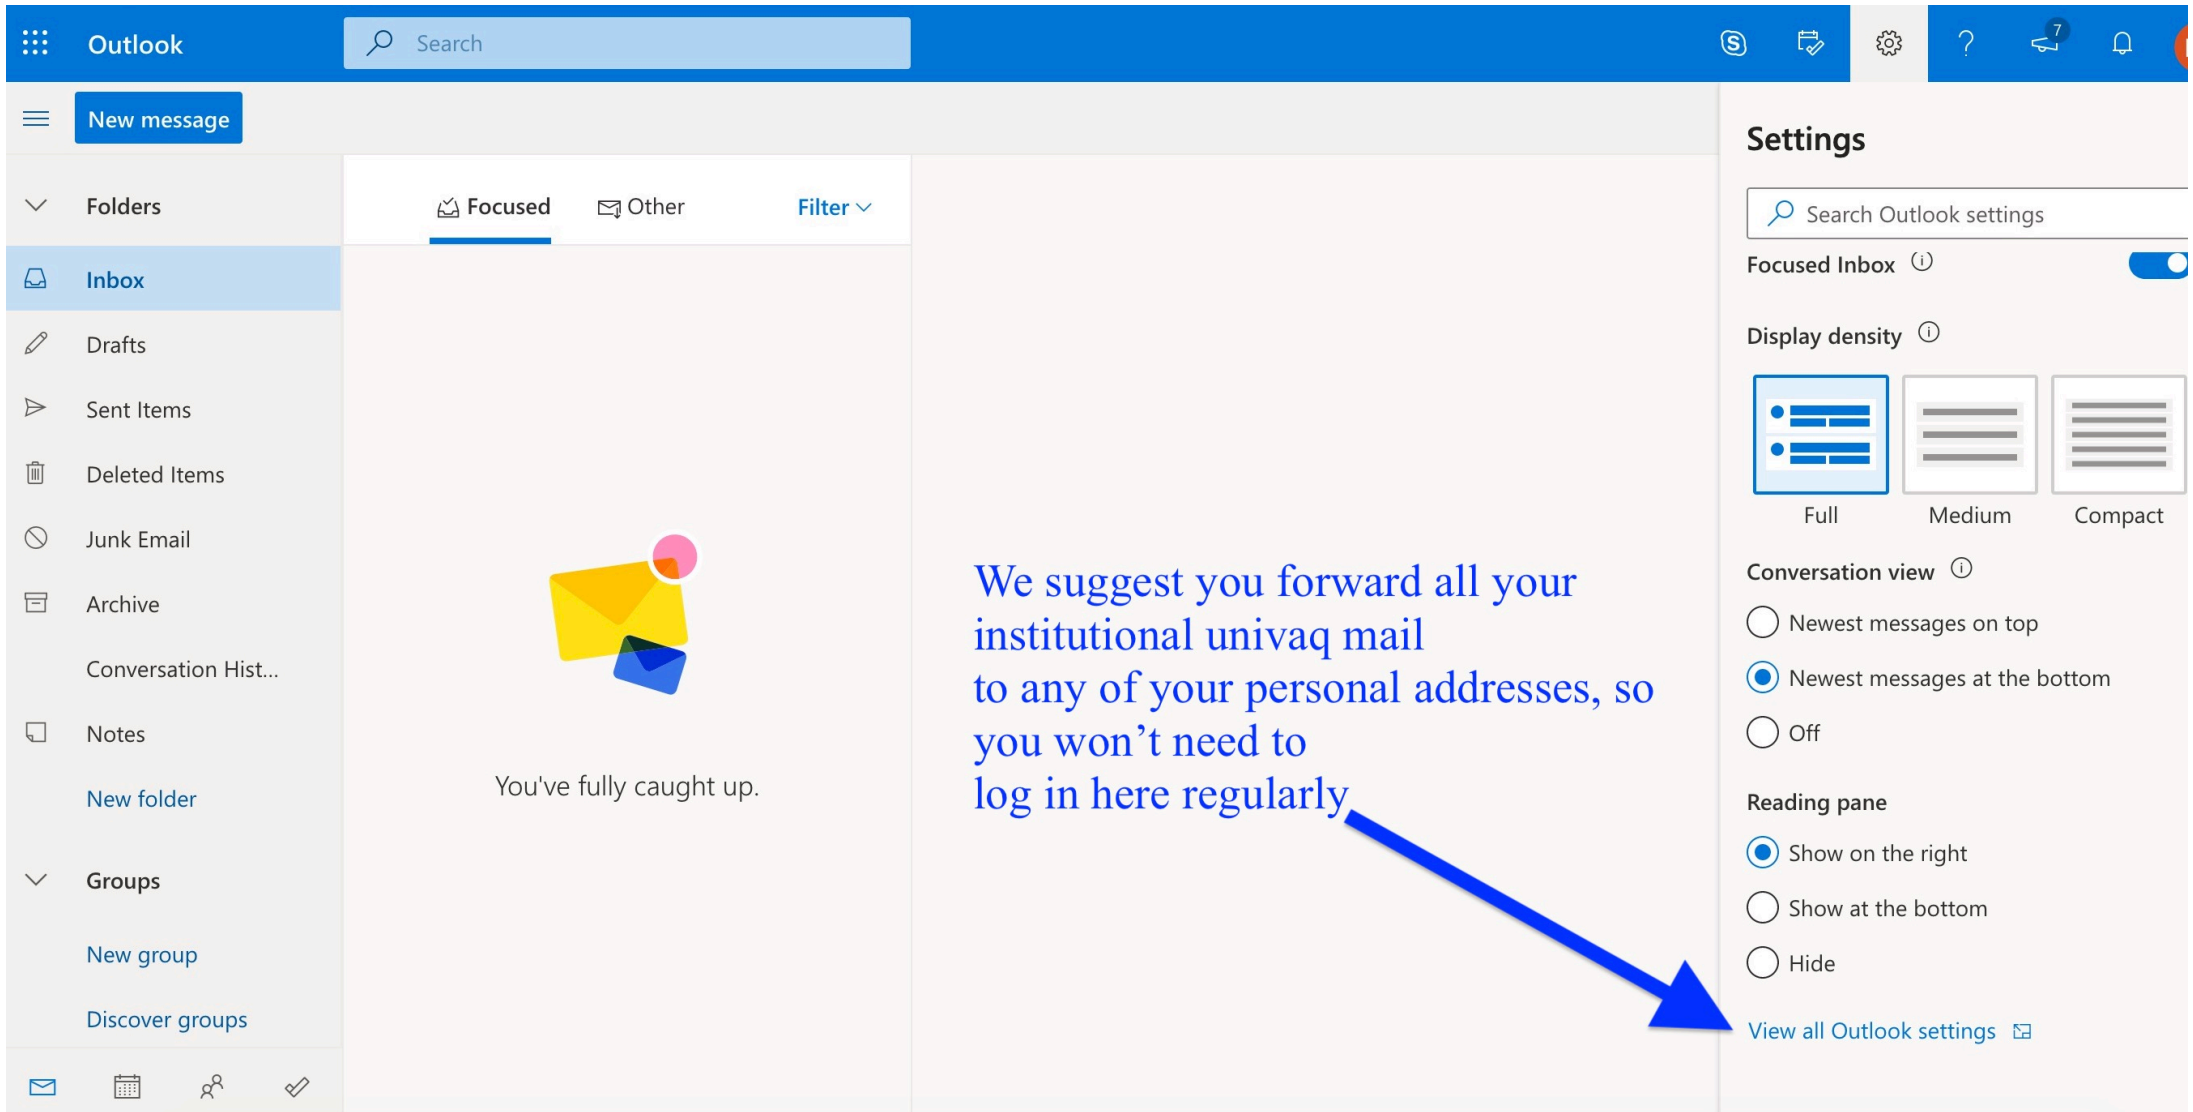 Outlook
Search
7
New message
Settings
Folders
Focused
Other
Filter
Search Outlook settings
Focused Inbox
Inbox
Display density
Drafts
Sent Items
Deleted Items
Full
Medium
Compact
Junk Email
Conversation view
Archive
Newest messages on top
Conversation Hist...
Newest messages at the bottom
Notes
Off
You've fully caught up.
New folder
We suggest you forward all your
institutional univaq mail
to any of your personal addresses, so
you won’t need to
log in here regularly
Reading pane
Show on the right
Groups
Show at the bottom
New group
Hide
Discover groups
View all Outlook settings